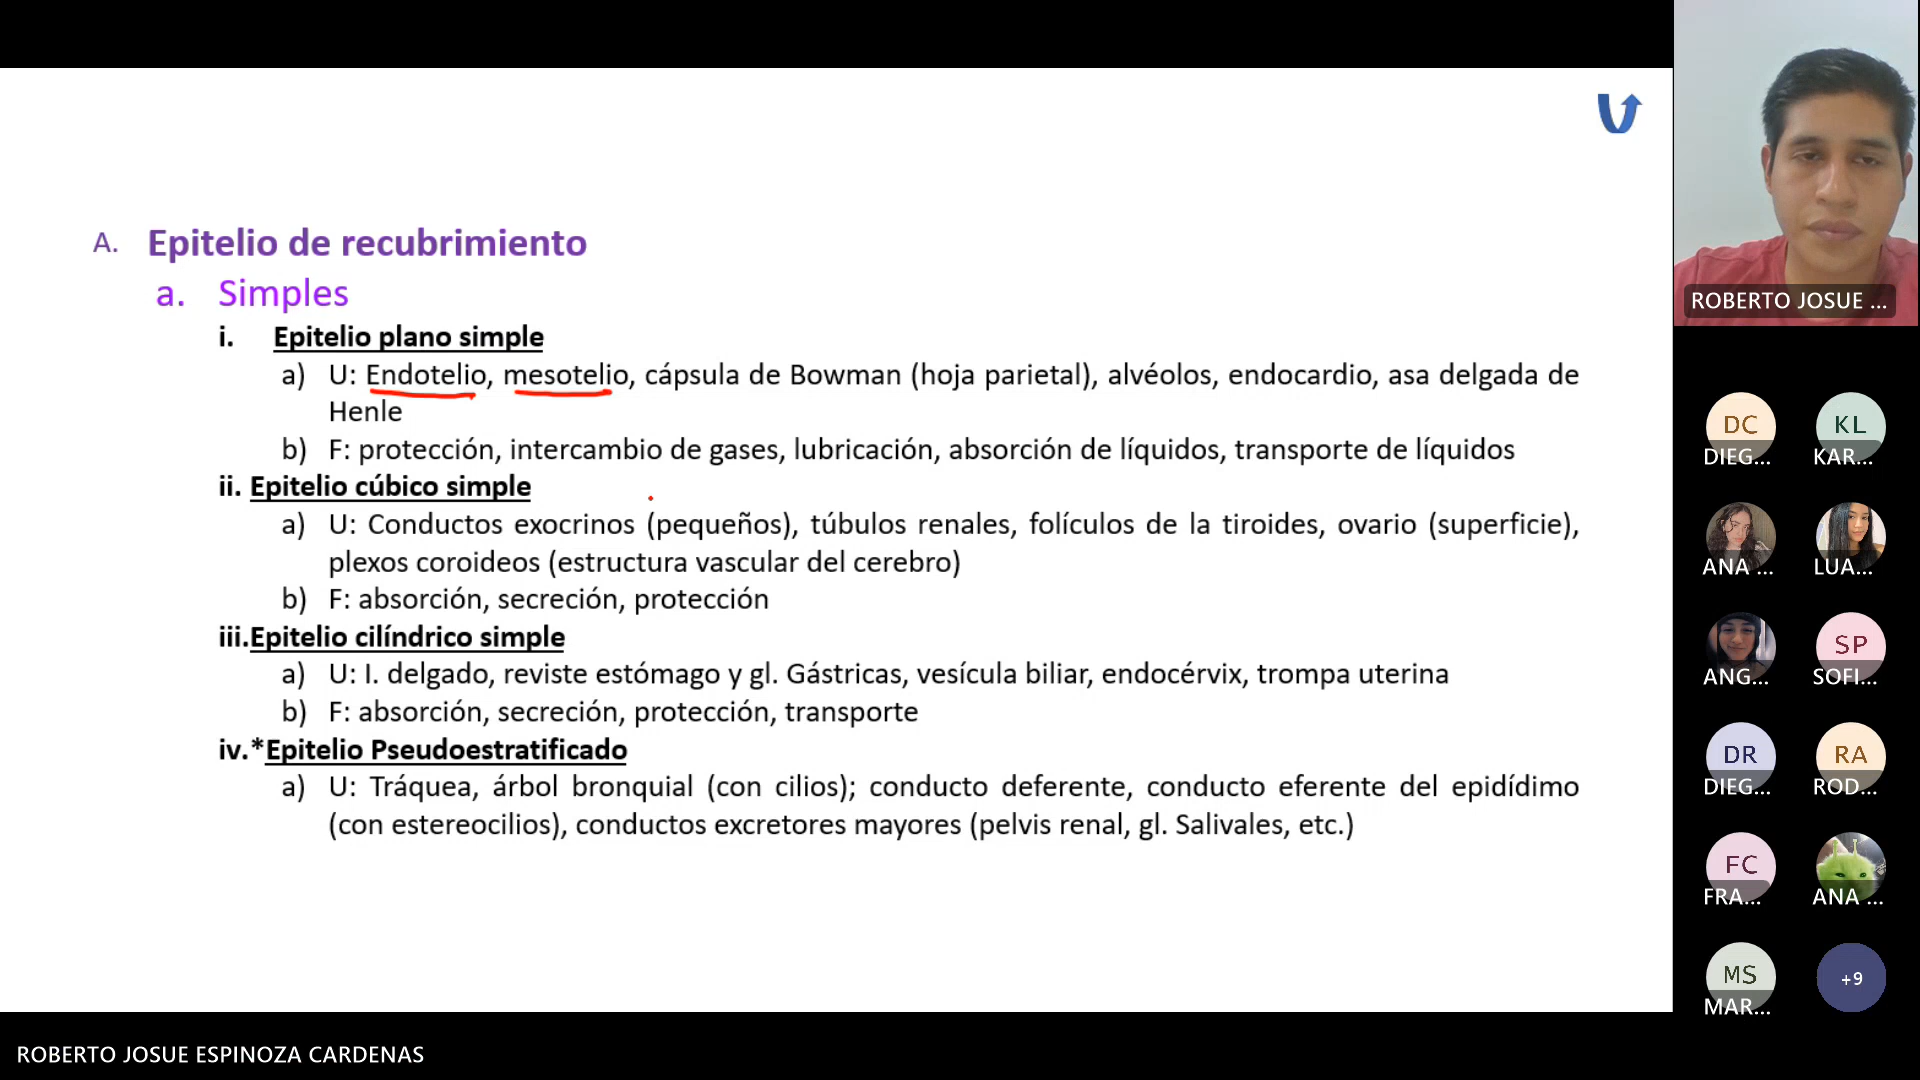 A. Epitelio de recubrimiento
a. Simples
i. Epitelio plano simple
a) U: Endotelio, mesotelio, cápsula de Bowman (hoja parietal), alvéolos, endocardio, asa delgada de
Henle
b) F: protección, intercambio de gases, lubricación, absorción de líquidos, transporte de líquidos
ii. Epitelio cúbico simple
a) U: Conductos exocrinos (pequeños), túbulos renales, folículos de la tiroides, ovario (superficie),
plexos coroideos (estructura vascular del cerebro)
b) F: absorción, secreción, protección
iii.Epitelio cilíndrico simple
a) U: I. delgado, reviste estómago y gl. Gástricas, vesícula biliar, endocérvix, trompa uterina
b) F: absorción, secreción, protección, transporte
iv.*Epitelio Pseudoestratificado
a) U: Tráquea, árbol bronquial (con cilios); conducto deferente, conducto eferente del epidídimo
(con estereocilios), conductos excretores mayores (pelvis renal, gl. Salivales, etc.)
ROBERTO JOSUE ...
DC KL
DIEG... KAR...
ANA ... LUA...
SP
ANG... SOFI...
DR RA
DIEG... ROD...
FC
FRA... ANA ...
MS +9
MAR...
ROBERTO JOSUE ESPINOZA CARDENAS